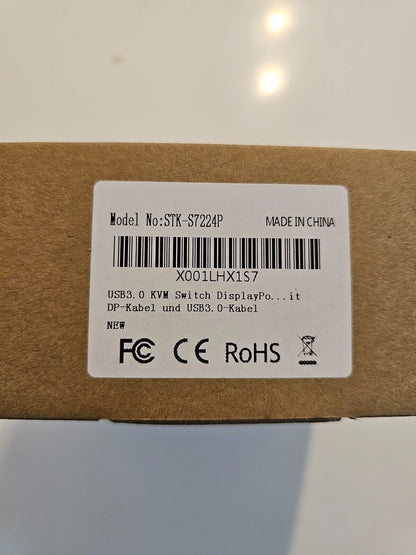 Model No:STK-S7224P MADE IN CHINA
X001LHX1S7
USB3.0 KVM Switch DisplayPo...it
DP-Kabel und USB3.0-Kabel
NEW
FC CE RoHS